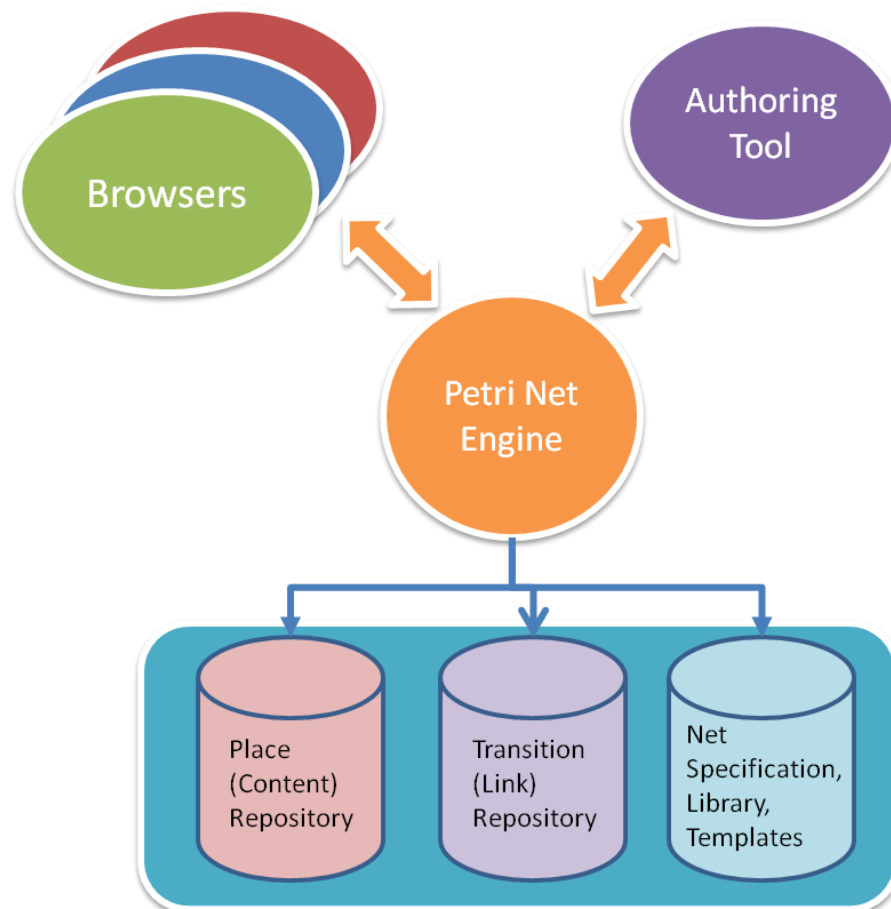 Browsers
Authoring
Tool
Petri Net
Engine
Place
(Content)
Repository
Transition
(Link)
Repository
Net
Specification,
Library,
Templates